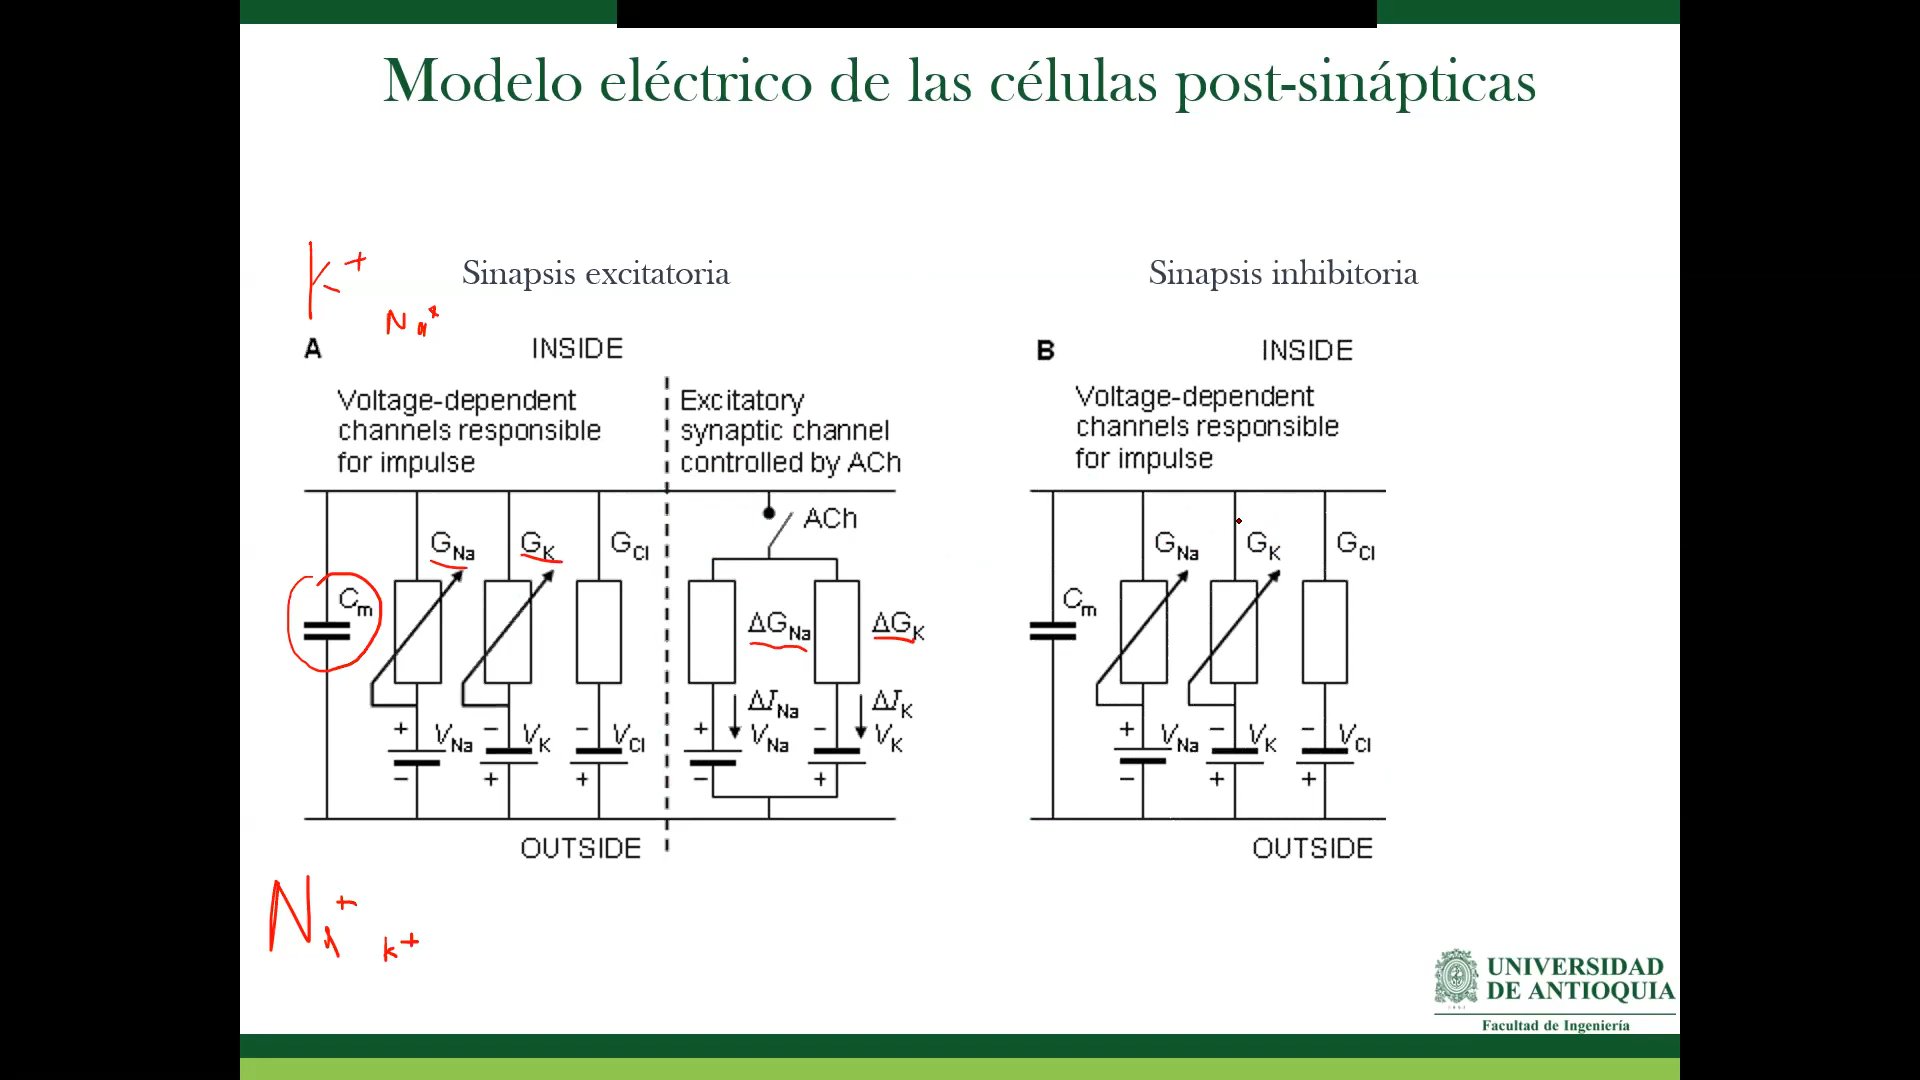 Modelo eléctrico de las células post-sinápticas
K+
Na+
Sinapsis excitatoria
A
INSIDE
Voltage-dependent
channels responsible
for impulse
Excitatory
synaptic channel
controlled by ACh
ACh
GNa
GK
GCl
Cm
ΔGNa
ΔGK
ΔINa
ΔIK
+
VNa
−
−
VK
+
−
VCl
+
+
VNa
−
−
VK
+
OUTSIDE
Na+
K+
Sinapsis inhibitoria
B
INSIDE
Voltage-dependent
channels responsible
for impulse
GNa
GK
GCl
Cm
+
VNa
−
−
VK
+
−
VCl
+
OUTSIDE
UNIVERSIDAD
DE ANTIOQUIA
Facultad de Ingeniería